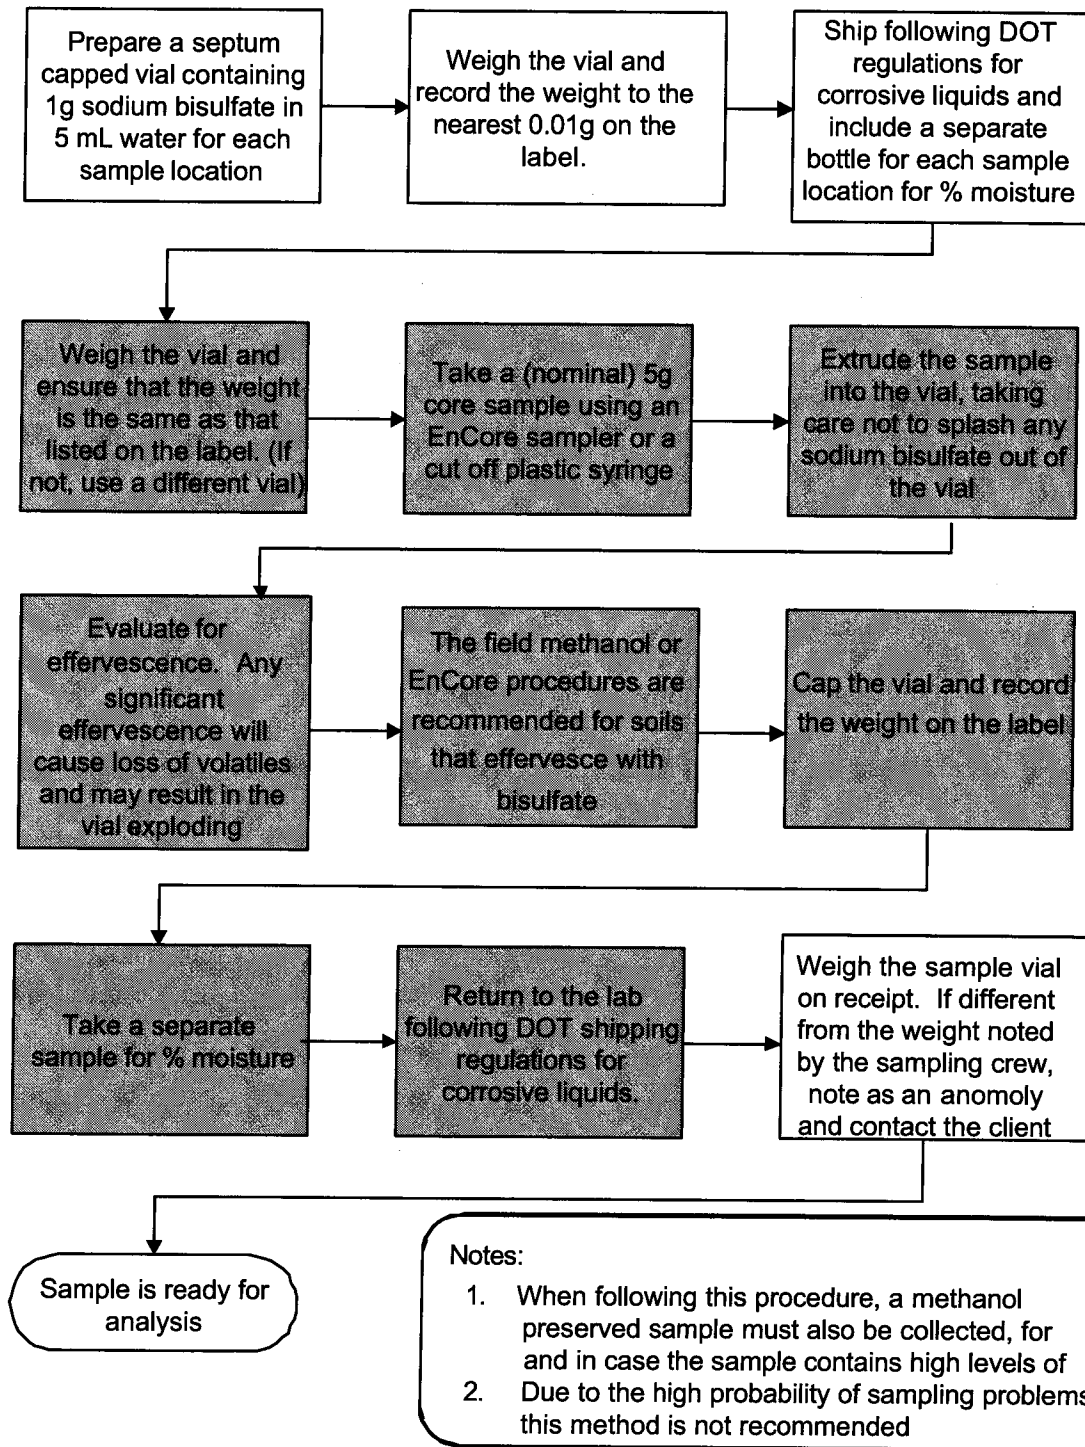 Prepare a septum
capped vial containing
1g sodium bisulfate in
5 mL water for each
sample location
Weigh the vial and
record the weight to the
nearest 0.01g on the
label.
Ship following DOT
regulations for
corrosive liquids and
include a separate
bottle for each sample
location for % moisture
Weigh the vial and
ensure that the weight
is the same as that
listed on the label. (If
not, use a different vial)
Take a (nominal) 5g
core sample using an
EnCore sampler or a
cut off plastic syringe
Extrude the sample
into the vial, taking
care not to splash any
sodium bisulfate out of
the vial
Evaluate for
effervescence. Any
significant
effervescence will
cause loss of volatiles
and may result in the
vial exploding
The field methanol or
EnCore procedures are
recommended for soils
that effervesce with
bisulfate
Cap the vial and record
the weight on the label
Take a separate
sample for % moisture
Return to the lab
following DOT shipping
regulations for
corrosive liquids.
Weigh the sample vial
on receipt. If different
from the weight noted
by the sampling crew,
note as an anomoly
and contact the client
Sample is ready for
analysis
Notes:
1. When following this procedure, a methanol
preserved sample must also be collected, for
and in case the sample contains high levels of
2. Due to the high probability of sampling problems
this method is not recommended